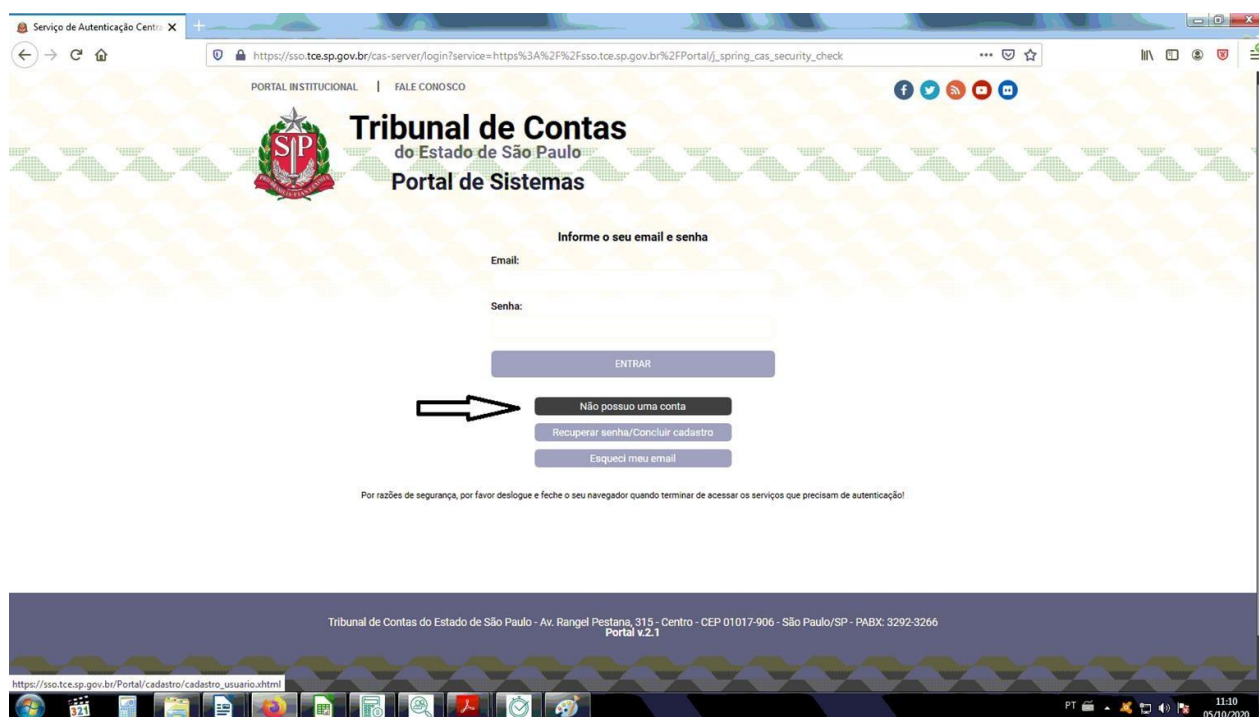 Serviço de Autenticação Centra
https://sso.tce.sp.gov.br/cas-server/login?service=https%3A%2F%2Fsso.tce.sp.gov.br%2FPortal/j_spring_cas_security_check
PORTAL INSTITUCIONAL | FALE CONOSCO
SP
Tribunal de Contas
do Estado de São Paulo
Portal de Sistemas
Informe o seu email e senha
Email:
Senha:
ENTRAR
Não possuo uma conta
Recuperar senha/Concluir cadastro
Esqueci meu email
Por razões de segurança, por favor deslogue e feche o seu navegador quando terminar de acessar os serviços que precisam de autenticação!
Tribunal de Contas do Estado de São Paulo - Av. Rangel Pestana, 315 - Centro - CEP 01017-906 - São Paulo/SP - PABX: 3292-3266
Portal v.2.1
https://sso.tce.sp.gov.br/Portal/cadastro/cadastro_usuario.xhtml
321
PT
11:10
05/10/2020